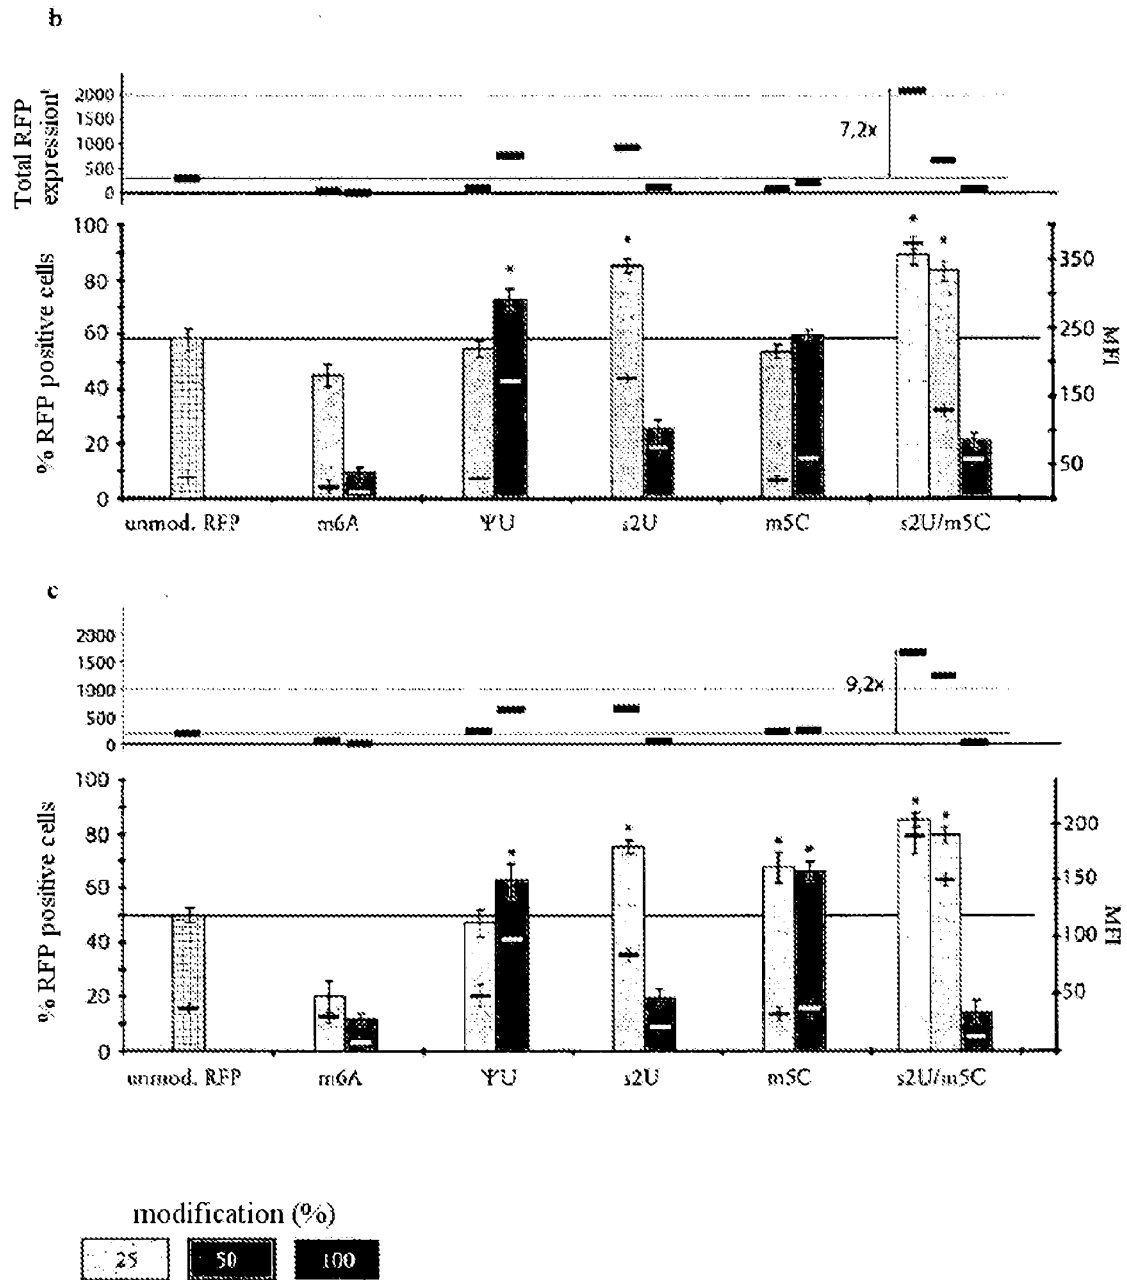 b
Total RFP
expression¹
2000
1500
1000
500
0
7,2x
% RFP positive cells
100
80
60
40
20
0
* * * *
350
250
150
50
MFI
unmod. RFP m6A ΨU s2U m5C s2U/m5C
c
2000
1500
1000
500
0
9,2x
% RFP positive cells
100
80
60
40
20
0
* * * * * *
200
150
100
50
MFI
unmod. RFP m6A ΨU s2U m5C s2U/m5C
modification (%)
25 50 100